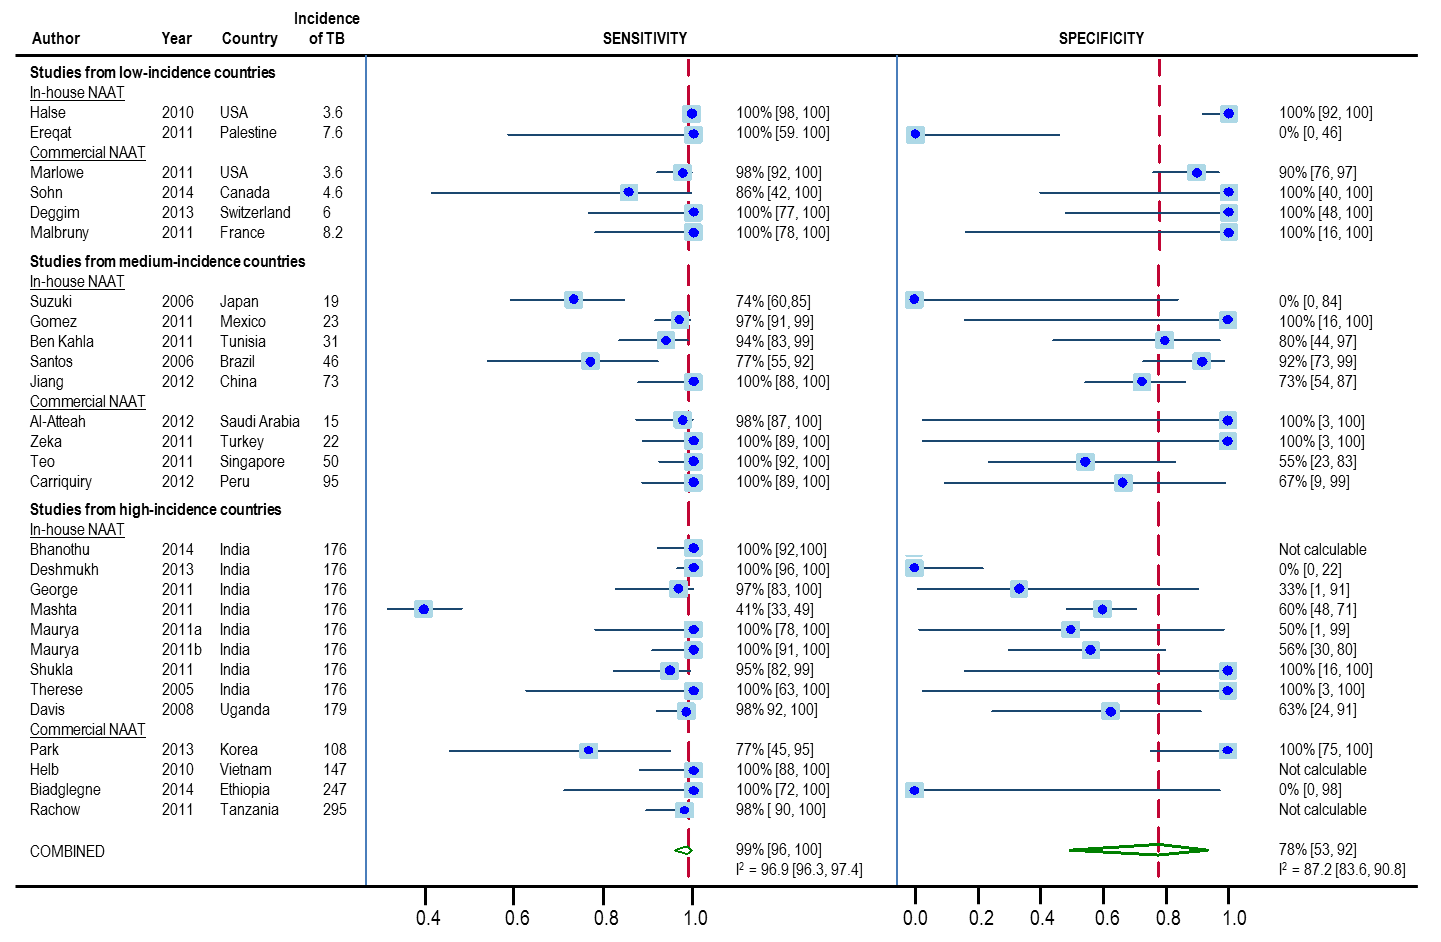 Author Year Country Incidence of TB SENSITIVITY SPECIFICITY
Studies from low-incidence countries
In-house NAAT
Halse 2010 USA 3.6 100% [98, 100] 100% [92, 100]
Ereqat 2011 Palestine 7.6 100% [59. 100] 0% [0, 46]
Commercial NAAT
Marlowe 2011 USA 3.6 98% [92, 100] 90% [76, 97]
Sohn 2014 Canada 4.6 86% [42, 100] 100% [40, 100]
Deggim 2013 Switzerland 6 100% [77, 100] 100% [48, 100]
Malbruny 2011 France 8.2 100% [78, 100] 100% [16, 100]
Studies from medium-incidence countries
In-house NAAT
Suzuki 2006 Japan 19 74% [60,85] 0% [0, 84]
Gomez 2011 Mexico 23 97% [91, 99] 100% [16, 100]
Ben Kahla 2011 Tunisia 31 94% [83, 99] 80% [44, 97]
Santos 2006 Brazil 46 77% [55, 92] 92% [73, 99]
Jiang 2012 China 73 100% [88, 100] 73% [54, 87]
Commercial NAAT
Al-Atteah 2012 Saudi Arabia 15 98% [87, 100] 100% [3, 100]
Zeka 2011 Turkey 22 100% [89, 100] 100% [3, 100]
Teo 2011 Singapore 50 100% [92, 100] 55% [23, 83]
Carriquiry 2012 Peru 95 100% [89, 100] 67% [9, 99]
Studies from high-incidence countries
In-house NAAT
Bhanothu 2014 India 176 100% [92,100] Not calculable
Deshmukh 2013 India 176 100% [96, 100] 0% [0, 22]
George 2011 India 176 97% [83, 100] 33% [1, 91]
Mashta 2011 India 176 41% [33, 49] 60% [48, 71]
Maurya 2011a India 176 100% [78, 100] 50% [1, 99]
Maurya 2011b India 176 100% [91, 100] 56% [30, 80]
Shukla 2011 India 176 95% [82, 99] 100% [16, 100]
Therese 2005 India 176 100% [63, 100] 100% [3, 100]
Davis 2008 Uganda 179 98% 92, 100] 63% [24, 91]
Commercial NAAT
Park 2013 Korea 108 77% [45, 95] 100% [75, 100]
Helb 2010 Vietnam 147 100% [88, 100] Not calculable
Biadglegne 2014 Ethiopia 247 100% [72, 100] 0% [0, 98]
Rachow 2011 Tanzania 295 98% [ 90, 100] Not calculable
COMBINED 99% [96, 100] 78% [53, 92]
I² = 96.9 [96.3, 97.4] I² = 87.2 [83.6, 90.8]
0.4 0.6 0.8 1.0 0.0 0.2 0.4 0.6 0.8 1.0